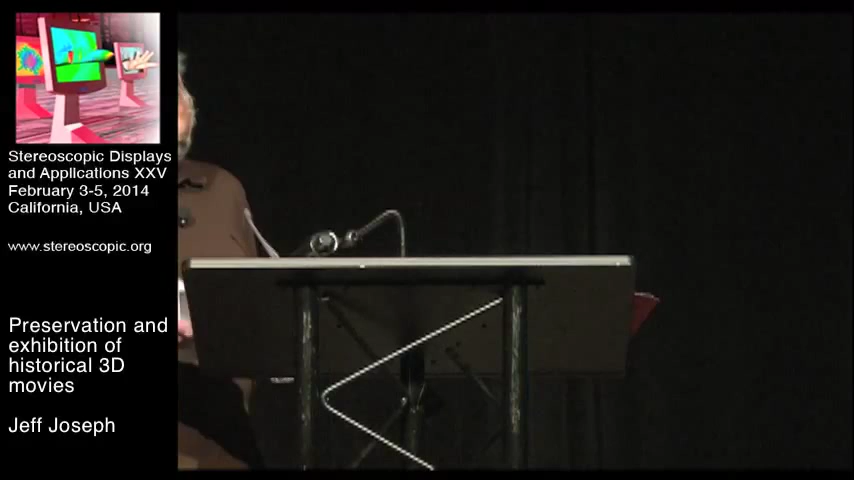 Stereoscopic Displays
and Applications XXV
February 3-5, 2014
California, USA
www.stereoscopic.org
Preservation and
exhibition of
historical 3D
movies
Jeff Joseph